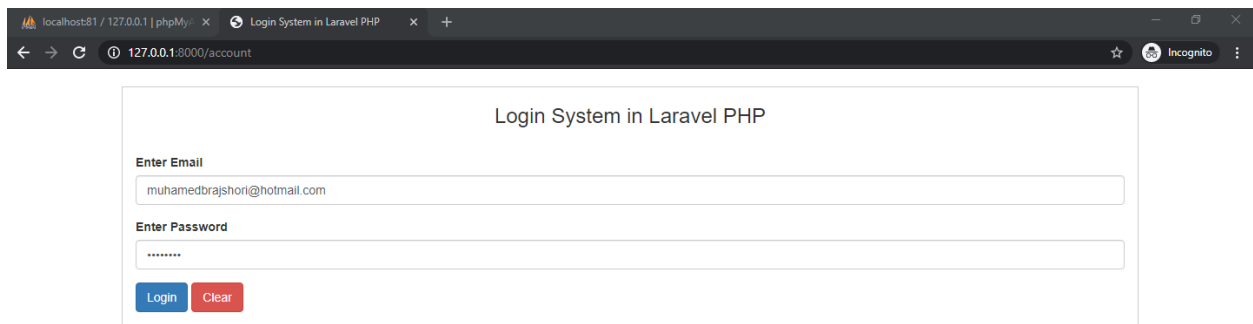 localhost:81 / 127.0.0.1 | phpMyA
Login System in Laravel PHP
127.0.0.1:8000/account
Incognito
Login System in Laravel PHP
Enter Email
muhamedbrajshori@hotmail.com
Enter Password
••••••••
Login Clear